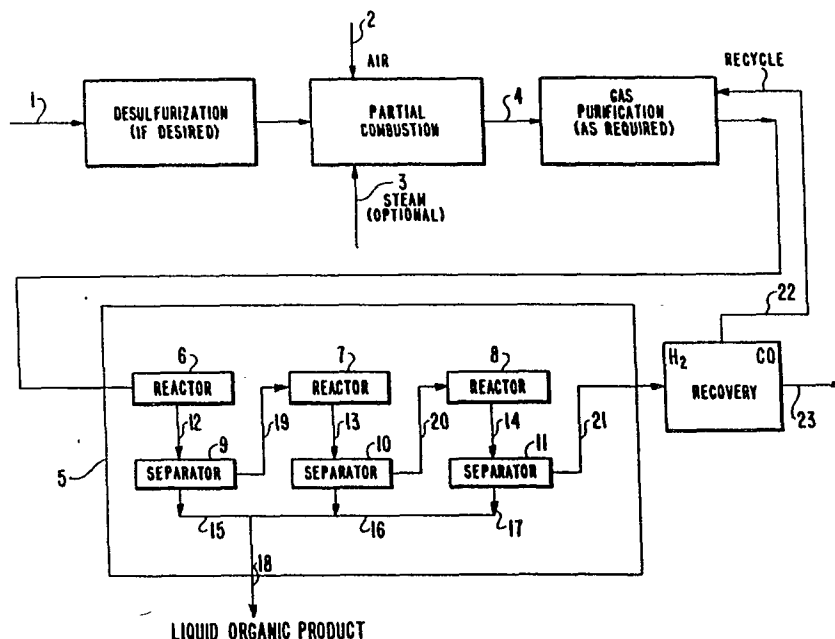 2
AIR
1
DESULFURIZATION
(IF DESIRED)
PARTIAL
COMBUSTION
4
RECYCLE
GAS
PURIFICATION
(AS REQUIRED)
3
STEAM
(OPTIONAL)
22
6
REACTOR
7
REACTOR
8
REACTOR
H2 CO
RECOVERY
23
12
19
13
20
14
21
5
9
SEPARATOR
10
SEPARATOR
11
SEPARATOR
15
16
17
18
LIQUID ORGANIC PRODUCT